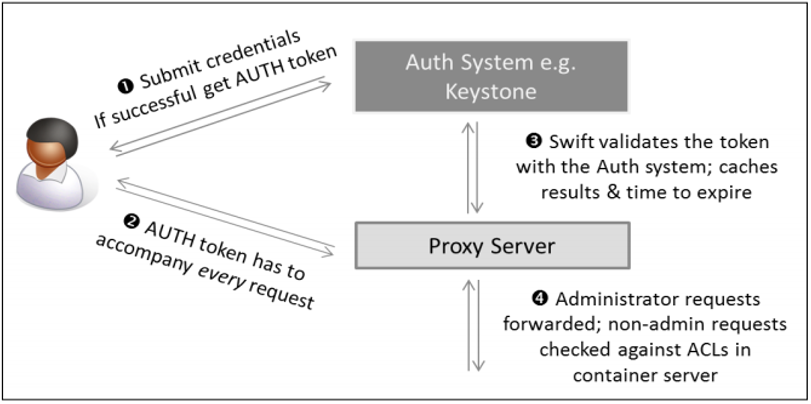 ❶ Submit credentials
If successful get AUTH token
Auth System e.g.
Keystone
❸ Swift validates the token
with the Auth system; caches
results & time to expire
❷ AUTH token has to
accompany every request
Proxy Server
❹ Administrator requests
forwarded; non-admin requests
checked against ACLs in
container server